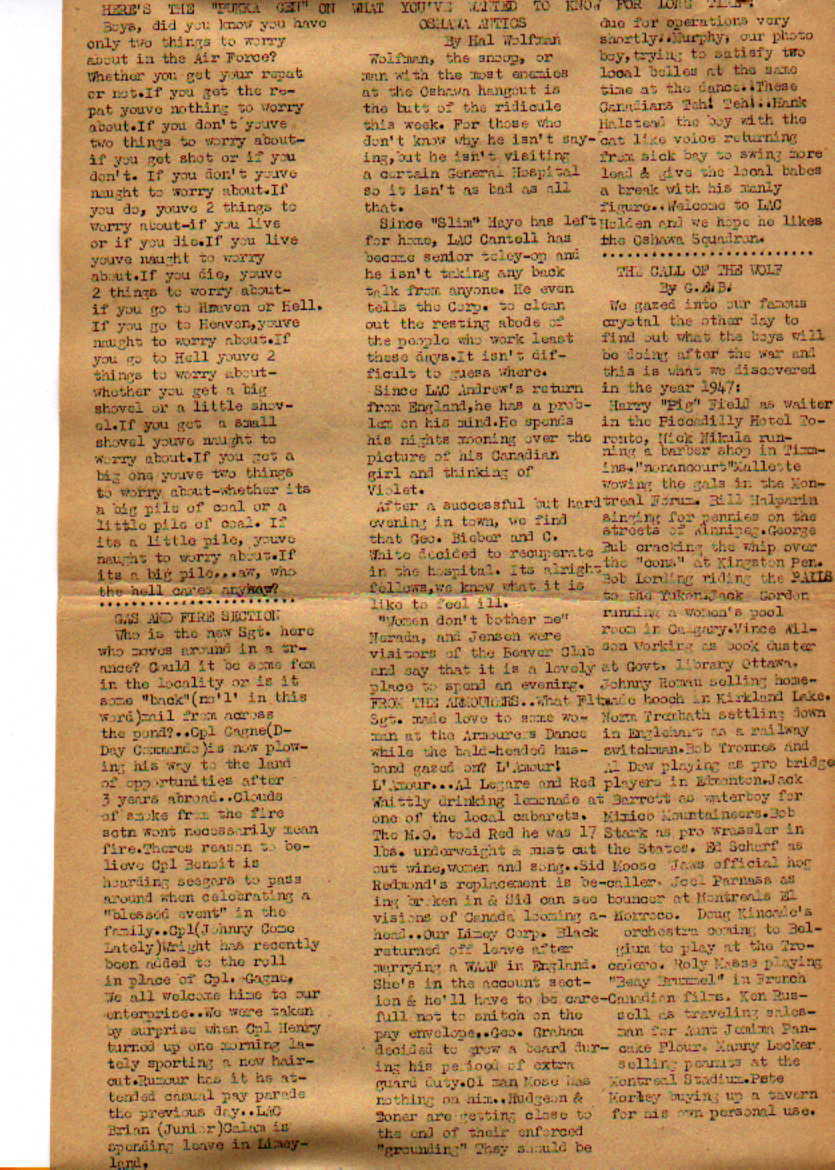 HERE'S THE "PUKKA GEN" ON WHAT YOU'VE WAITED TO KNOW FOR LONG TIME:
Boys, did you know you have
only two things to worry
about in the Air Force?
Whether you get your repat
or not.If you get the re-
pat youve nothing to worry
about.If you don't youve
two things to worry about-
if you get shot or if you
don't. If you don't youve
naught to worry about.If
you do, youve 2 things to
worry about-if you live
or if you die.If you live
youve naught to worry
about.If you die, youve
2 things to worry about-
if you go to Heaven or Hell.
If you go to Heaven,youve
naught to worry about.If
you go to Hell youve 2
things to worry about-
whether you get a big
shovel or a little shov-
el.If you get a small
shovel youve naught to
worry about.If you get a
big one youve two things
to worry about-whether its
a big pile of coal or a
little pile of coal. If
its a little pile, youve
naught to worry about.If
its a big pile...aw, who
the hell cares anyhaw?
GAS AND FIRE SECTION
Who is the new Sgt. here
who moves around in a tr-
ance? Could it be some fem
in the locality or is it
some "back"(no'l' in this
word)mail from across
the pond?..Cpl Gagne(D-
Day Commando)is now plow-
ing his way to the land
of opportunities after
3 years abroad..Clouds
of smoke from the fire
sctn wont necessarily mean
fire.Theres reason to be-
lieve Cpl Benoit is
hoarding seegars to pass
around when celebrating a
"blessed event" in the
family..Cpl(Johnny Come
Lately)Wright has recently
been added to the roll
in place of Cpl. Gagne.
We all welcome hime to our
enterprise..We were taken
by surprise when Cpl Henry
turned up one morning la-
tely sporting a new hair-
cut.Rumour has it he at-
tended casual pay parade
the previous day..LAC
Brian (Junior)Calam is
spending leave in Limey-
land.
OSHAWA ANTICS
By Hal Wolfman
Wolfman, the snoop, or
man with the most enemies
at the Oshawa hangout is
the butt of the ridicule
this week. For those who
don't know why he isn't say-
ing,but he isn't visiting
a certain General Hospital
so it isn't as bad as all
that.
Since "Slim" Haye has left
for home, LAC Cantell has
become senior teley-op and
he isn't taking any back
talk from anyone. He even
tells the Corp. to clean
out the resting abode of
the people who work least
these days.It isn't dif-
ficult to guess where.
Since LAC Andrew's return
from England,he has a prob-
lem on his mind.He spends
his nights mooning over the
picture of his Canadian
girl and thinking of
Violet.
After a successful but hard
evening in town, we find
that Geo. Bieber and C.
White decided to recuperate
in the hospital. Its alright
fellows,we know what it is
like to feel ill.
"Women don't bother me"
Nerada, and Jensen were
visitors of the Beaver Club
and say that it is a lovely
place to spend an evening.
FROM THE ARMOURERS..What Flt
Sgt. made love to some wo-
man at the Armourers Dance
while the bald-headed hus-
band gazed on? L'Amour!
L'Amour...Al Legare and Red
Whittly drinking lemonade at
one of the local cabarets.
The M.O. told Red he was 17
lbs. underweight & must cut
out wine,women and song..Sid
Redmond's replacement is be-
ing broken in & Sid can see
visions of Canada looming a-
head..Our Limey Corp. Black
returned off leave after
marrying a WAAF in England.
She's in the account sect-
ion & he'll have to be care-
full not to snitch on the
pay envelope..Geo. Graham
decided to grow a beard dur-
ing his period of extra
guard duty.Ol man Mose has
nothing on him..Hudgeon &
Boner are getting close to
the end of their enforced
"grounding" They should be
due for operations very
shortly..Murphy, our photo
boy,trying to satisfy two
local belles at the same
time at the dance..These
Canadians Teh! Teh!..Hank
Halstead the boy with the
cat like voice returning
from sick bay to swing more
lead & give the local babes
a break with his manly
figure..Welcome to LAC
Holden and we hope he likes
the Oshawa Squadron.
THE CALL OF THE WOLF
By G.E.B.
We gazed into our famous
crystal the other day to
find out what the boys will
be doing after the war and
this is what we discovered
in the year 1947:
Harry "Pig" Field as waiter
in the Piccadilly Hotel To-
ronto, Nick Nikula run-
ning a barber shop in Timm-
ins."nonancourt"Mallette
wowing the gals in the Mon-
treal Forum. Bill Halparin
singing for pennies on the
streets of Winnipeg.George
Bub cracking the whip over
the "cons" at Kingston Pen.
Bob Lording riding the RAILS
to the Yukon.Jack Gordon
running a women's pool
room in Calgary.Vince Wil-
son Working as book duster
at Govt. Library Ottawa.
Johnny Roman selling home-
made hooch in Kirkland Lake.
Norm Trembath settling down
in Englehart as a railway
switchman.Bob Tronnes and
Al Dow playing as pro bridge
players in Edmonton.Jack
Barrett as waterboy for
Mimico Mountaineers.Bob
Stark as pro wrassler in
the States. Ed Scharf as
Moose Jaws official hog
caller. Joel Parnass as
bouncer at Montreals El
Morroco. Doug Kincade's
orchestra coming to Bel-
gium to play at the Tro-
cadero. Roly Masse playing
"Beay Brummel" in French
Canadian films. Ken Rus-
sell as traveling sales-
man for Aunt Jemima Pan-
cake Flour. Manny Locker
selling peanuts at the
Montreal Stadium.Pete
Morley buying up a tavern
for his own personal use.